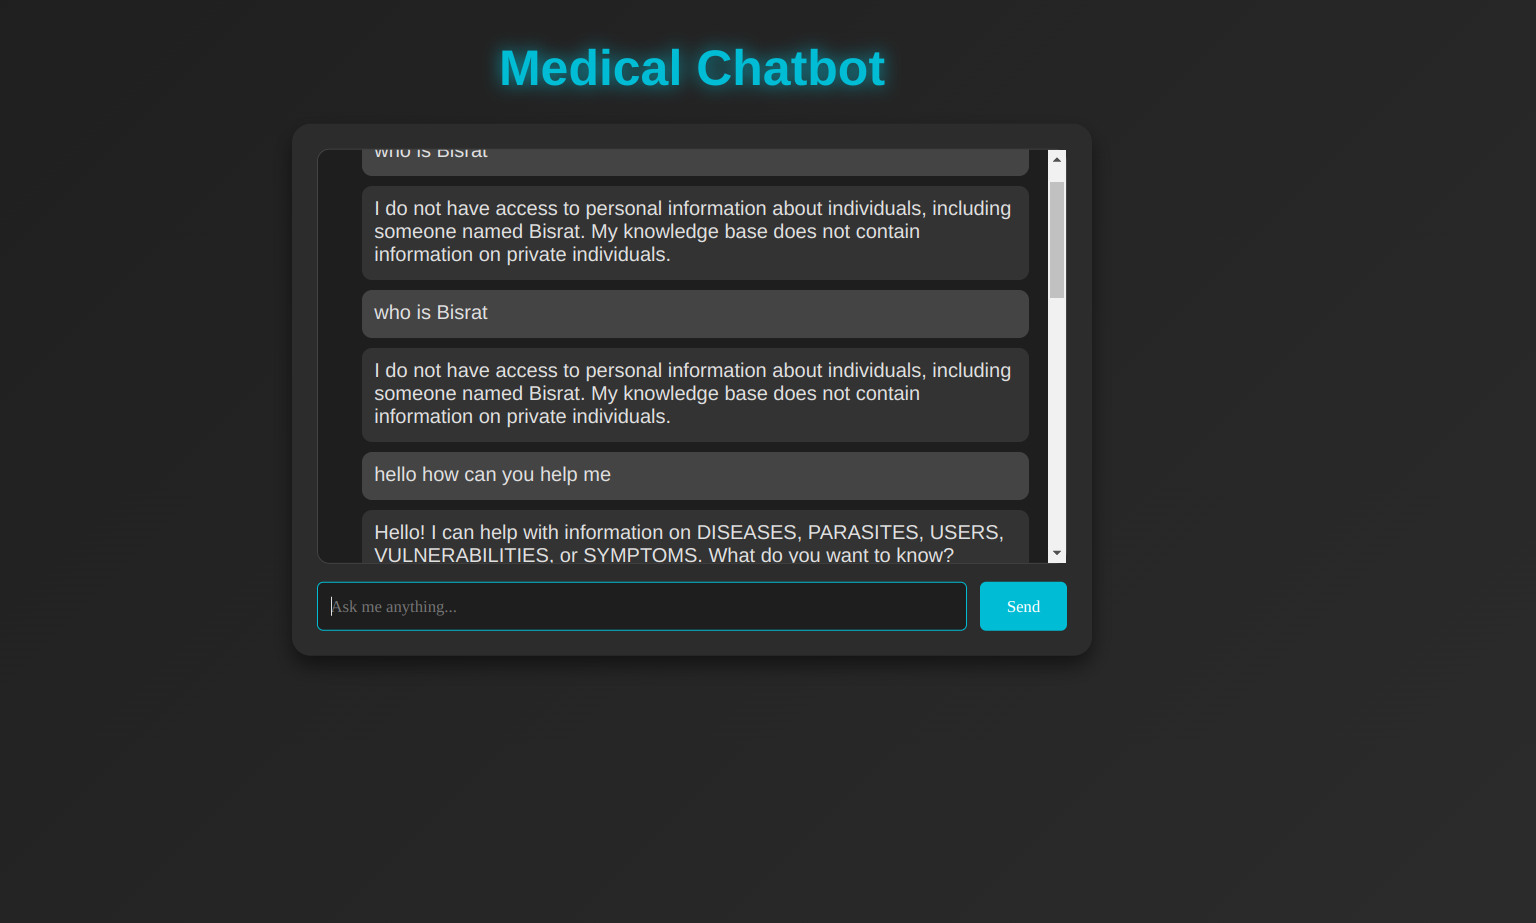 Medical Chatbot
who is Bisrat
I do not have access to personal information about individuals, including
someone named Bisrat. My knowledge base does not contain
information on private individuals.
who is Bisrat
I do not have access to personal information about individuals, including
someone named Bisrat. My knowledge base does not contain
information on private individuals.
hello how can you help me
Hello! I can help with information on DISEASES, PARASITES, USERS,
VULNERABILITIES, or SYMPTOMS. What do you want to know?
Ask me anything...
Send